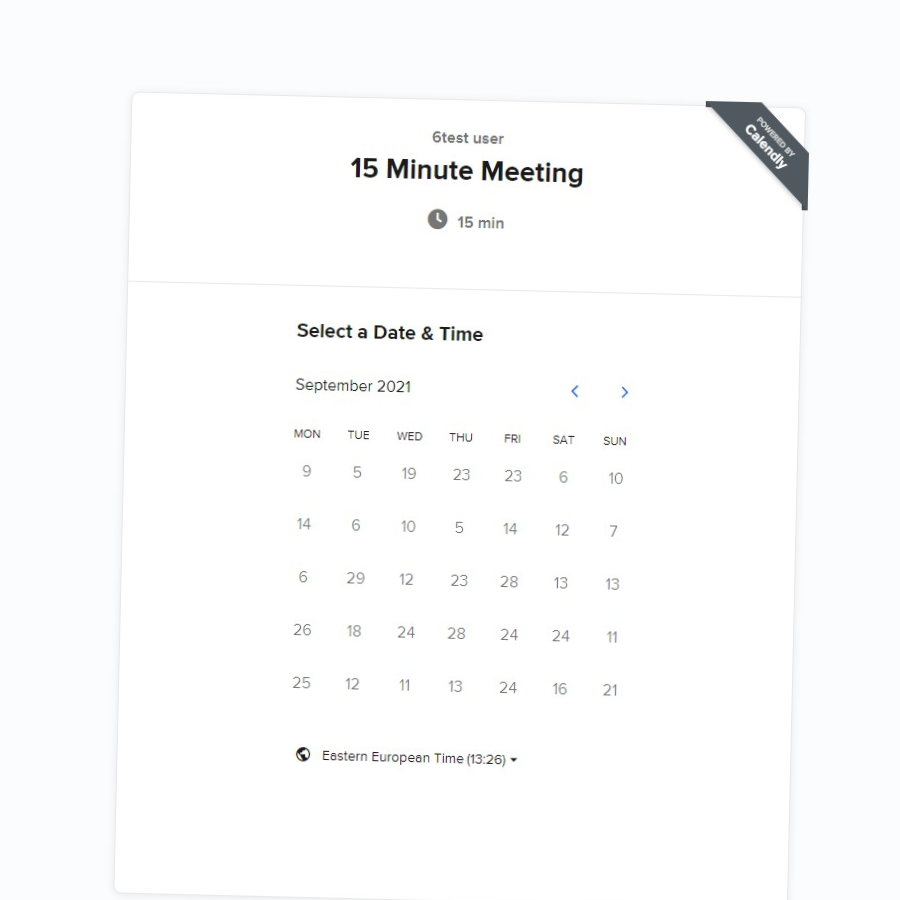 6test user
15 Minute Meeting
15 min
POWERED BY
Calendly
Select a Date & Time
September 2021
MON TUE WED THU FRI SAT SUN
9 5 19 23 23 6 10
14 6 10 5 14 12 7
6 29 12 23 28 13 13
26 18 24 28 24 24 11
25 12 11 13 24 16 21
Eastern European Time (13:26)